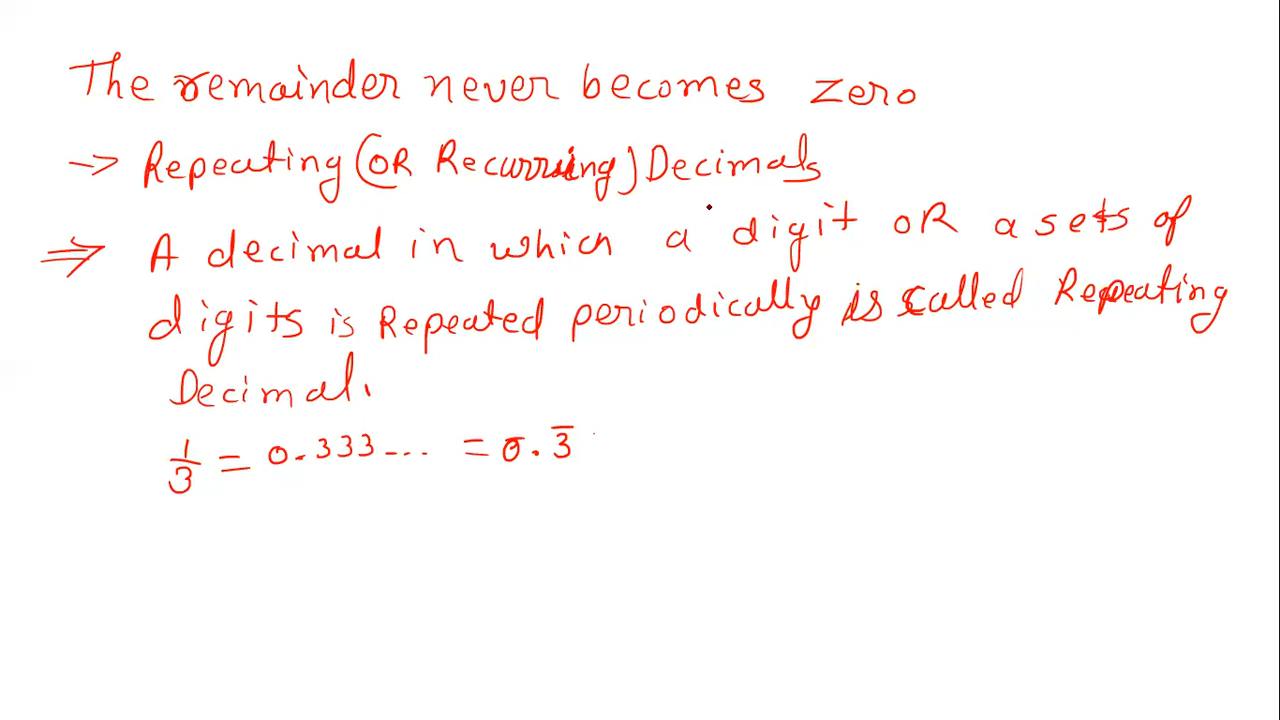 The remainder never becomes zero
→ Repeating (OR Recurring) Decimals
⇒ A decimal in which a digit OR a sets of
digits is Repeated periodically is called Repeating
Decimal.
1/3 = 0.333... = 0.3̅